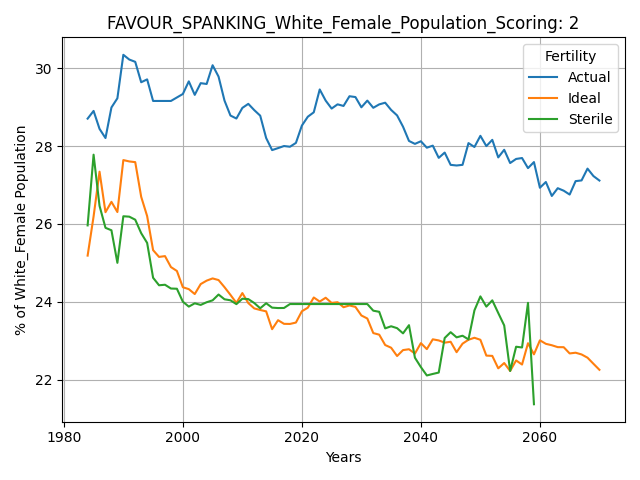 FAVOUR_SPANKING_White_Female_Population_Scoring: 2
Fertility
Actual
Ideal
Sterile
% of White_Female Population
30
28
26
24
22
1980
2000
2020
2040
2060
Years